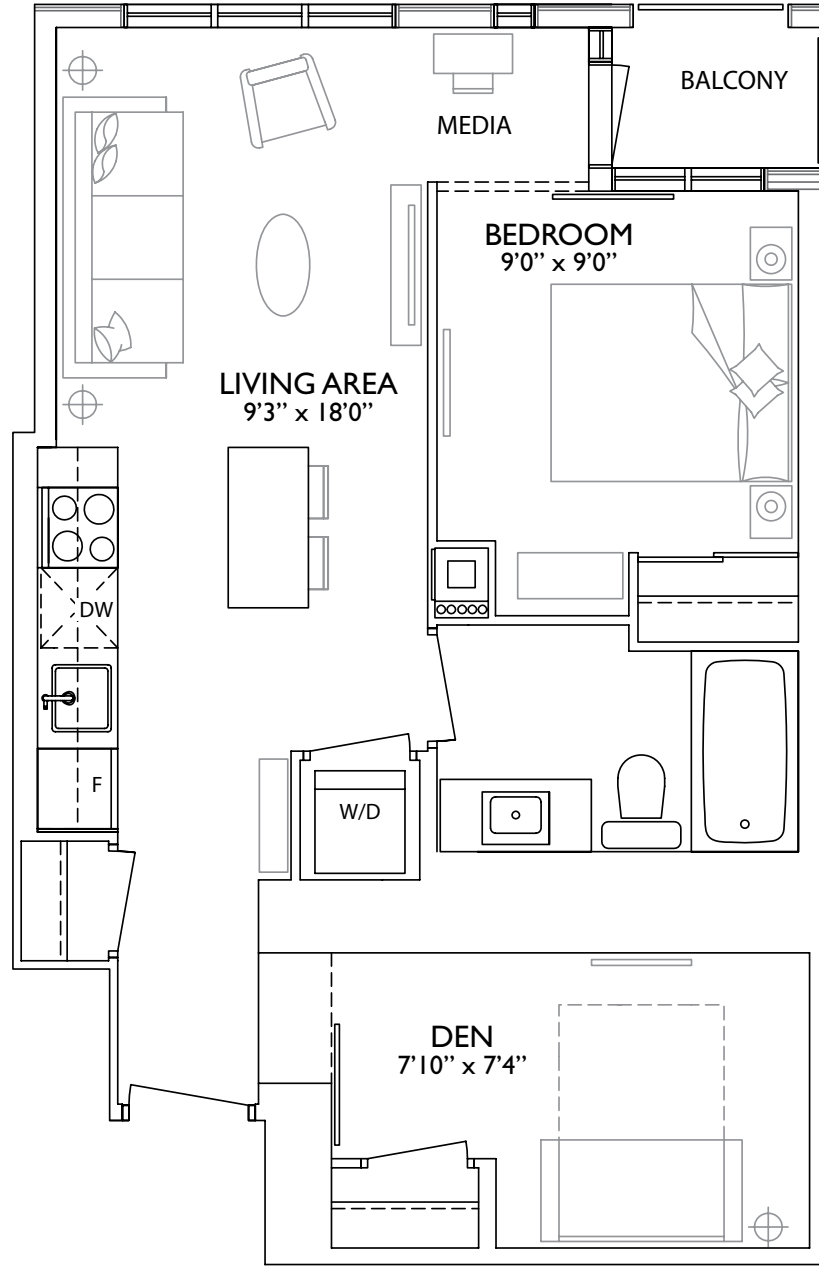 BALCONY
MEDIA
BEDROOM
9’0” x 9’0”
LIVING AREA
9’3” x 18’0”
DW
F
W/D
DEN
7’10” x 7’4”